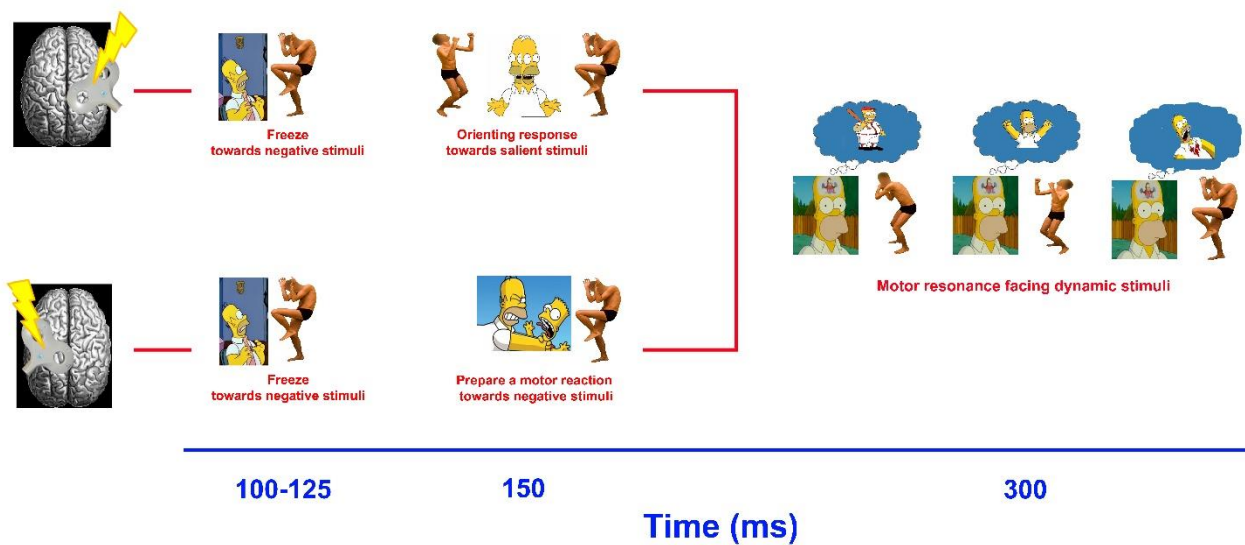 Freeze
towards negative stimuli
Orienting response
towards salient stimuli
Motor resonance facing dynamic stimuli
Freeze
towards negative stimuli
Prepare a motor reaction
towards negative stimuli
100-125
150
300
Time (ms)